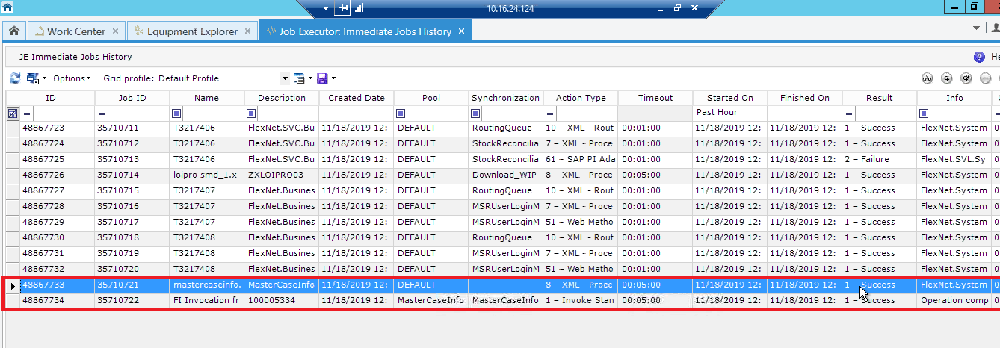 10.16.24.124
Work Center × Equipment Explorer × Job Executor: Immediate Jobs History ×
JE Immediate Jobs History He
Options Grid profile: Default Profile
ID Job ID Name Description Created Date Pool Synchronization Action Type Timeout Started On Finished On Result Info
= = = Past Hour = =
48867723 35710711 T3217406 FlexNet.SVC.Bu 11/18/2019 12: DEFAULT RoutingQueue 10 – XML - Rout 00:01:00 11/18/2019 12: 11/18/2019 12: 1 – Success FlexNet.System 0
48867724 35710712 T3217406 FlexNet.SVC.Bu 11/18/2019 12: DEFAULT StockReconcilia 7 – XML - Proce 00:01:00 11/18/2019 12: 11/18/2019 12: 1 – Success FlexNet.System 0
48867725 35710713 T3217406 FlexNet.SVC.Bu 11/18/2019 12: DEFAULT StockReconcilia 61 – SAP PI Ada 00:01:00 11/18/2019 12: 11/18/2019 12: 2 – Failure FlexNet.SVL.Sy 0
48867726 35710714 loipro smd_1.x ZXLOIPRO03 11/18/2019 12: DEFAULT Download_WIP 8 – XML - Proce 00:05:00 11/18/2019 12: 11/18/2019 12: 1 – Success FlexNet.System 0
48867727 35710715 T3217407 FlexNet.Busines 11/18/2019 12: DEFAULT RoutingQueue 10 – XML - Rout 00:01:00 11/18/2019 12: 11/18/2019 12: 1 – Success FlexNet.System 0
48867728 35710716 T3217407 FlexNet.Busines 11/18/2019 12: DEFAULT MSRUserLoginM 7 – XML - Proce 00:01:00 11/18/2019 12: 11/18/2019 12: 1 – Success FlexNet.System 0
48867729 35710717 T3217407 FlexNet.Busines 11/18/2019 12: DEFAULT MSRUserLoginM 51 – Web Metho 00:01:00 11/18/2019 12: 11/18/2019 12: 1 – Success FlexNet.System 0
48867730 35710718 T3217408 FlexNet.Busines 11/18/2019 12: DEFAULT RoutingQueue 10 – XML - Rout 00:01:00 11/18/2019 12: 11/18/2019 12: 1 – Success FlexNet.System 0
48867731 35710719 T3217408 FlexNet.Busines 11/18/2019 12: DEFAULT MSRUserLoginM 7 – XML - Proce 00:01:00 11/18/2019 12: 11/18/2019 12: 1 – Success FlexNet.System 0
48867732 35710720 T3217408 FlexNet.Busines 11/18/2019 12: DEFAULT MSRUserLoginM 51 – Web Metho 00:01:00 11/18/2019 12: 11/18/2019 12: 1 – Success FlexNet.System 0
48867733 35710721 mastercaseinfo. MasterCaseInfo 11/18/2019 12: DEFAULT 8 – XML - Proce 00:05:00 11/18/2019 12: 11/18/2019 12: 1 – Success FlexNet.System 0
48867734 35710722 FI Invocation fr 100005334 11/18/2019 12: MasterCaseInfo MasterCaseInfo 1 – Invoke Stan 00:05:00 11/18/2019 12: 11/18/2019 12: 1 – Success Operation comp 0